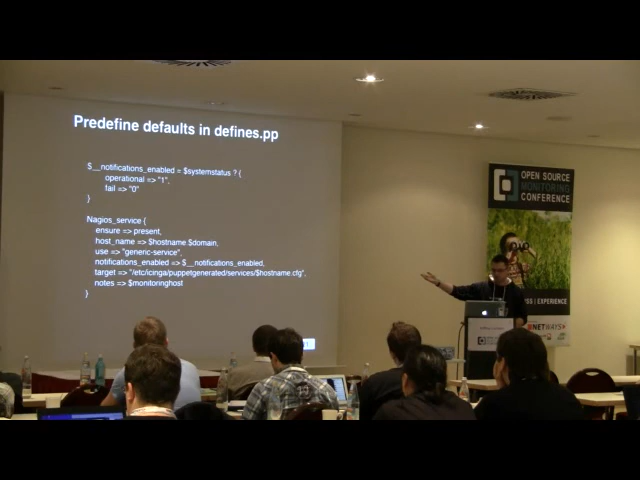 Predefine defaults in defines.pp
$__notifications_enabled = $systemstatus ? {
operational => "1",
fail => "0"
}
Nagios_service {
ensure => present,
host_name => $hostname $domain,
use => "generic-service",
notifications_enabled => $__notifications_enabled,
target => "/etc/icinga/puppetgenerated/services/$hostname.cfg",
notes => $monitoringhost
}
OPEN SOURCE
MONITORING
CONFERENCE
| EXPERIENCE
NETWAYS